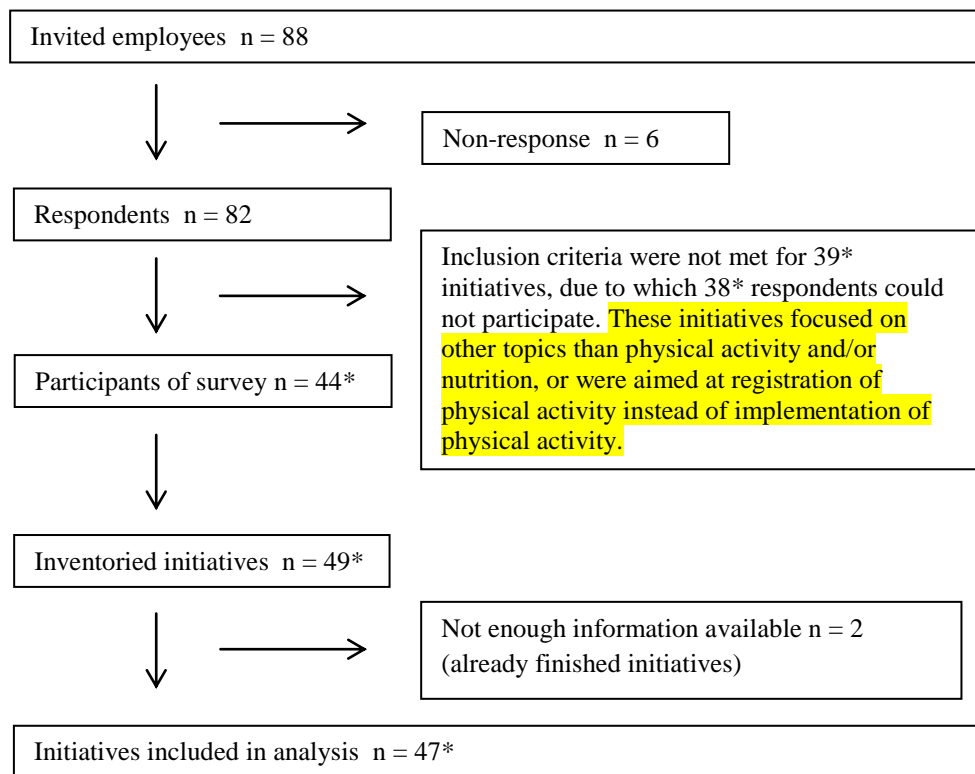 Invited employees n = 88
Non-response n = 6
Respondents n = 82
Inclusion criteria were not met for 39*
initiatives, due to which 38* respondents could
not participate. These initiatives focused on
other topics than physical activity and/or
nutrition, or were aimed at registration of
physical activity instead of implementation of
physical activity.
Participants of survey n = 44*
Inventoried initiatives n = 49*
Not enough information available n = 2
(already finished initiatives)
Initiatives included in analysis n = 47*